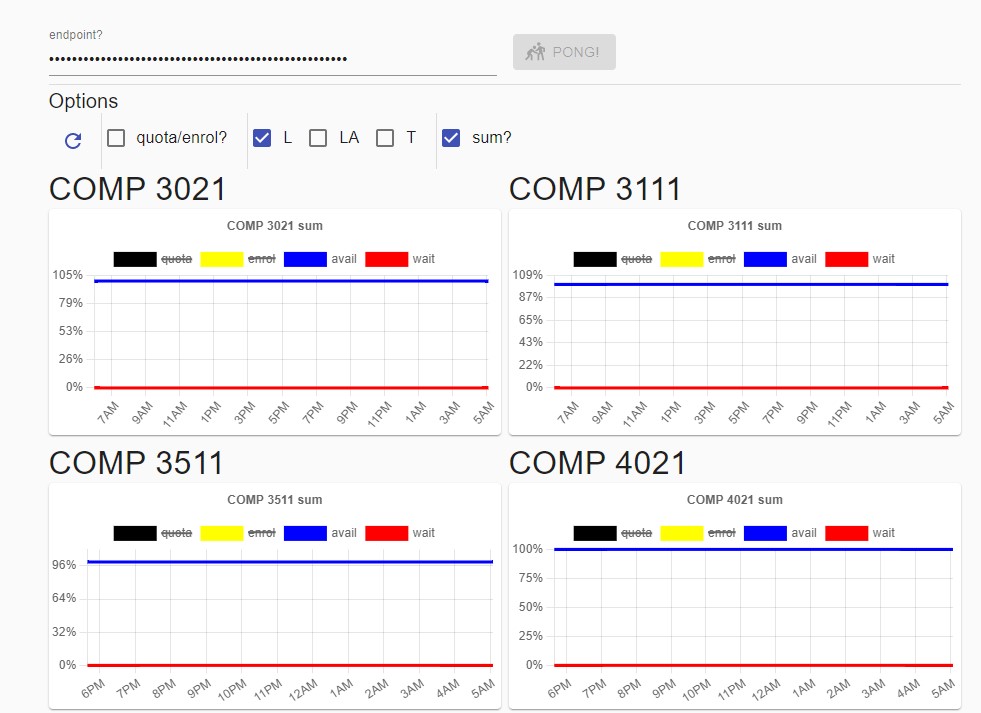 endpoint?
•••••••••••••••••••••••••••••••••••••••••••••••••• PONG!
Options
quota/enrol? L LA T sum?
COMP 3021
COMP 3021 sum
quota enrol avail wait
105%
79%
53%
26%
0%
7AM 9AM 11AM 1PM 3PM 5PM 7PM 9PM 11PM 1AM 3AM 5AM
COMP 3111
COMP 3111 sum
quota enrol avail wait
109%
87%
65%
43%
22%
0%
7AM 9AM 11AM 1PM 3PM 5PM 7PM 9PM 11PM 1AM 3AM 5AM
COMP 3511
COMP 3511 sum
quota enrol avail wait
96%
64%
32%
0%
6PM 7PM 8PM 9PM 10PM 11PM 12AM 1AM 2AM 3AM 4AM 5AM
COMP 4021
COMP 4021 sum
quota enrol avail wait
100%
75%
50%
25%
0%
6PM 7PM 8PM 9PM 10PM 11PM 12AM 1AM 2AM 3AM 4AM 5AM